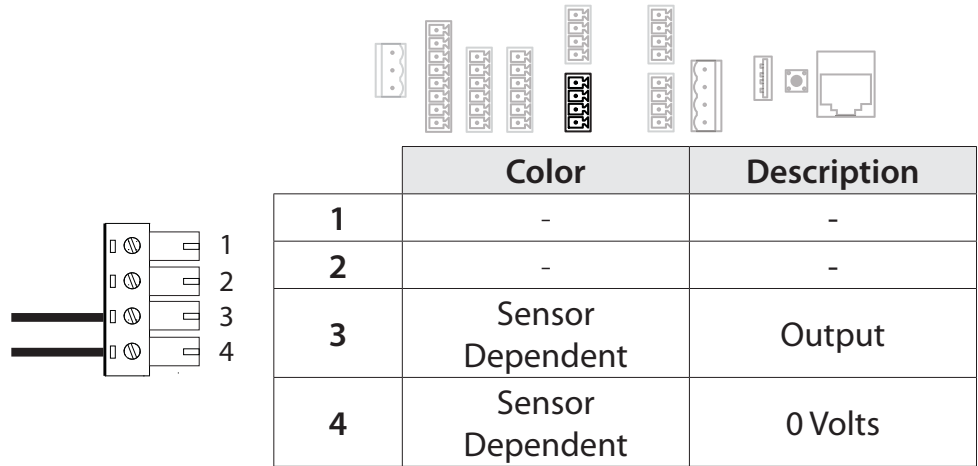 Color Description
1 - -
2 - -
3 Sensor Dependent Output
4 Sensor Dependent 0 Volts
1
2
3
4